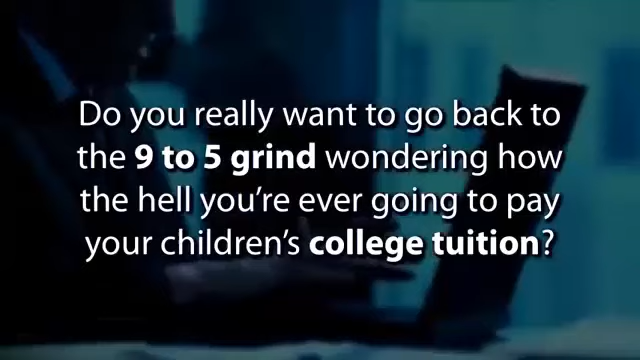 Do you really want to go back to
the 9 to 5 grind wondering how
the hell you're ever going to pay
your children's college tuition?